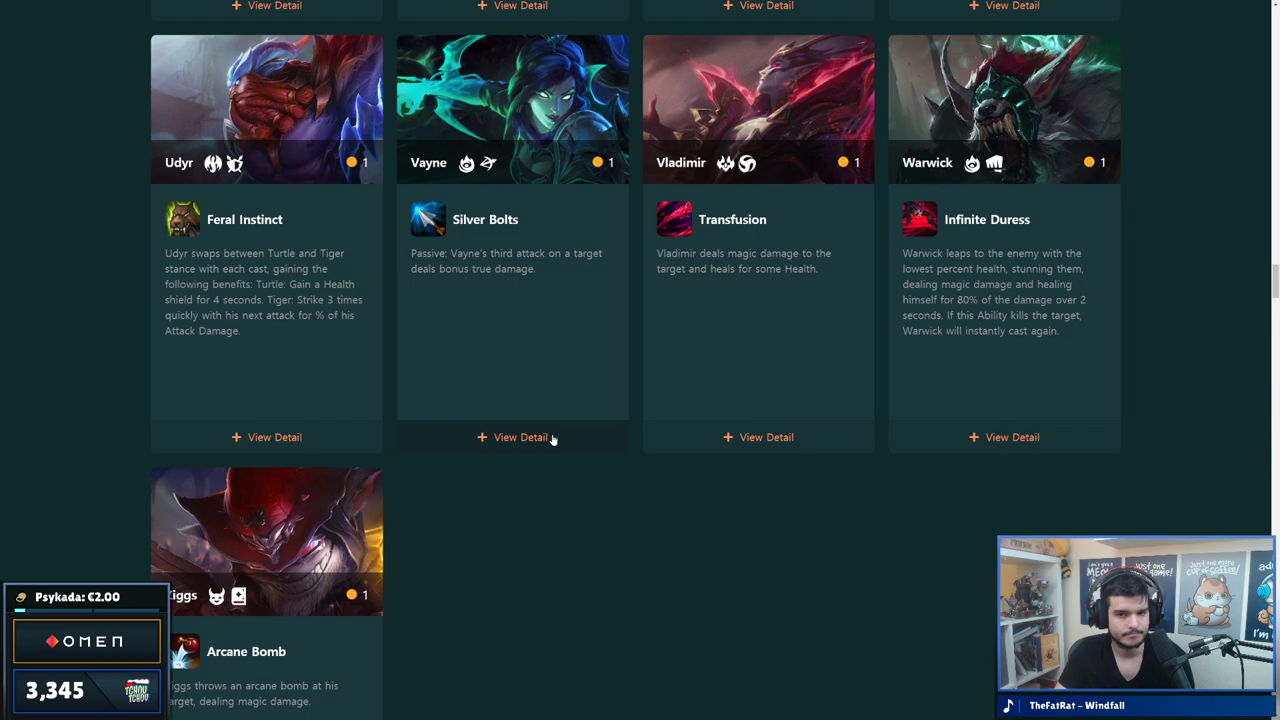 + View Detail
+ View Detail
+ View Detail
+ View Detail
Udyr 1
Vayne 1
Vladimir 1
Warwick 1
Feral Instinct
Udyr swaps between Turtle and Tiger
stance with each cast, gaining the
following benefits: Turtle: Gain a Health
shield for 4 seconds. Tiger: Strike 3 times
quickly with his next attack for % of his
Attack Damage.
Silver Bolts
Passive: Vayne's third attack on a target
deals bonus true damage.
Transfusion
Vladimir deals magic damage to the
target and heals for some Health.
Infinite Duress
Warwick leaps to the enemy with the
lowest percent health, stunning them,
dealing magic damage and healing
himself for 80% of the damage over 2
seconds. If this Ability kills the target,
Warwick will instantly cast again.
+ View Detail
+ View Detail
+ View Detail
+ View Detail
iggs 1
Arcane Bomb
iggs throws an arcane bomb at his
arget, dealing magic damage.
Psykada: €2.00
OMEN
3,345
TCHOU
TCHOU
JUST ONE
CUP OF COFFEE!
TheFatRat - Windfall